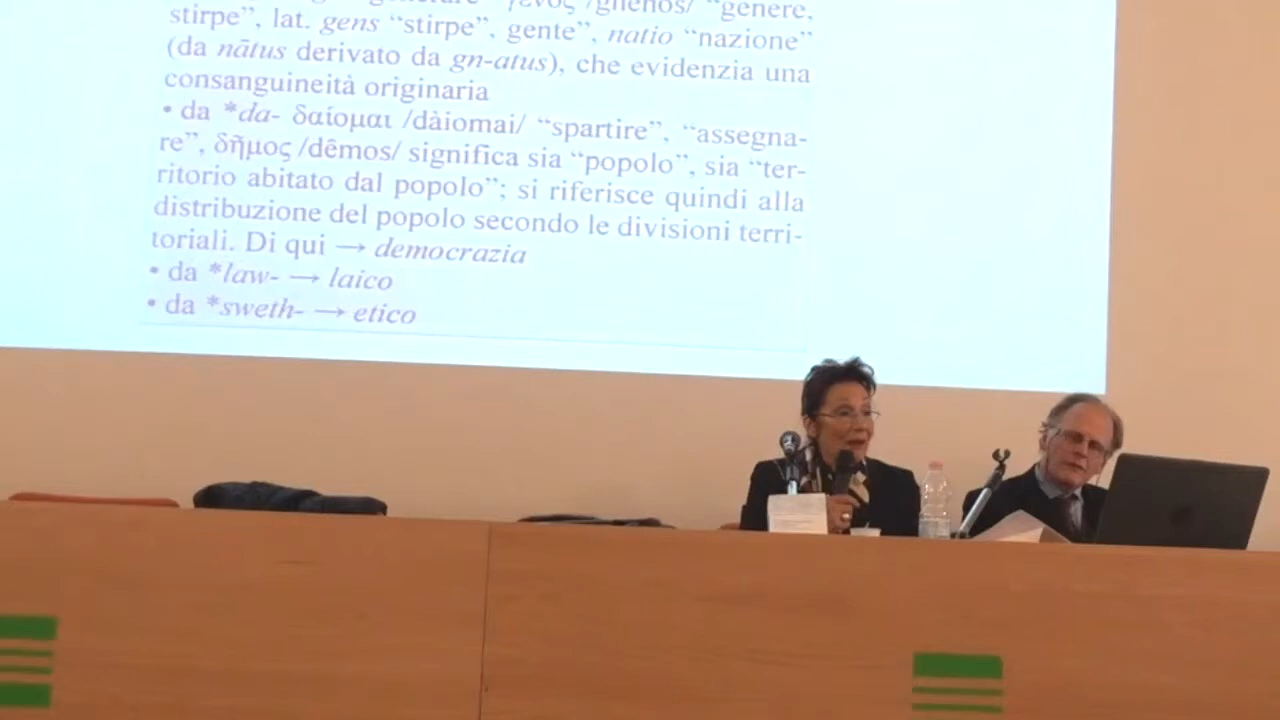 γένος /ghénos/ “genere,
stirpe”, lat. gens “stirpe”, gente”, natio “nazione”
(da nātus derivato da gn-atus), che evidenzia una
consanguineità originaria
• da *da- δαίομαι /dàiomai/ “spartire”, “assegna-
re”, δῆμος /dêmos/ significa sia “popolo”, sia “ter-
ritorio abitato dal popolo”; si riferisce quindi alla
distribuzione del popolo secondo le divisioni terri-
toriali. Di qui → democrazia
• da *law- → laico
• da *sweth- → etico